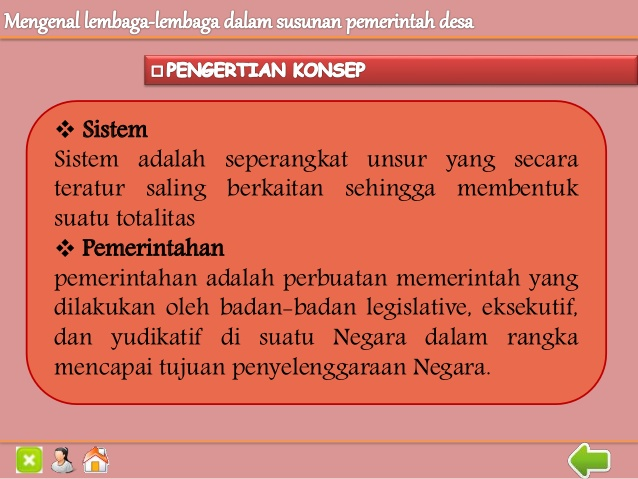 Mengenal lembaga-lembaga dalam susunan pemerintah desa
PENGERTIAN KONSEP
Sistem
Sistem adalah seperangkat unsur yang secara
teratur saling berkaitan sehingga membentuk
suatu totalitas
Pemerintahan
pemerintahan adalah perbuatan memerintah yang
dilakukan oleh badan-badan legislative, eksekutif,
dan yudikatif di suatu Negara dalam rangka
mencapai tujuan penyelenggaraan Negara.